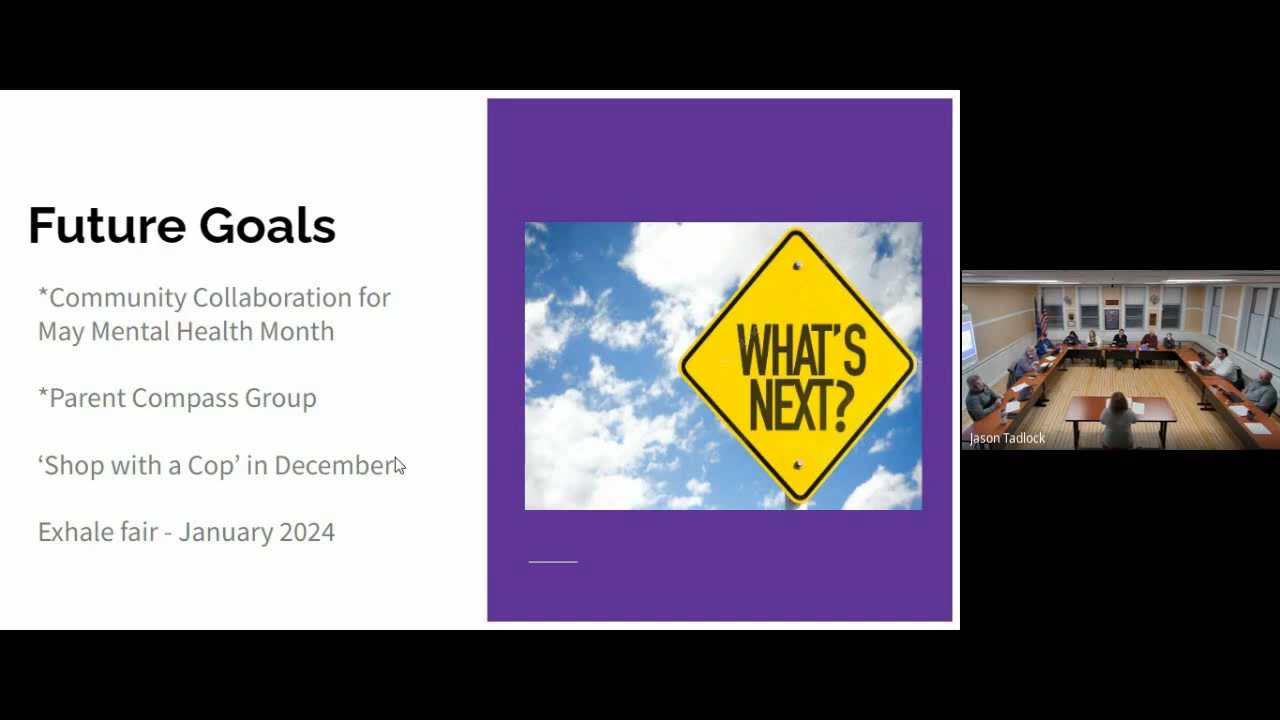 Future Goals
*Community Collaboration for
May Mental Health Month
*Parent Compass Group
‘Shop with a Cop’ in December
Exhale fair - January 2024
WHAT'S
NEXT?
Jason Tadlock